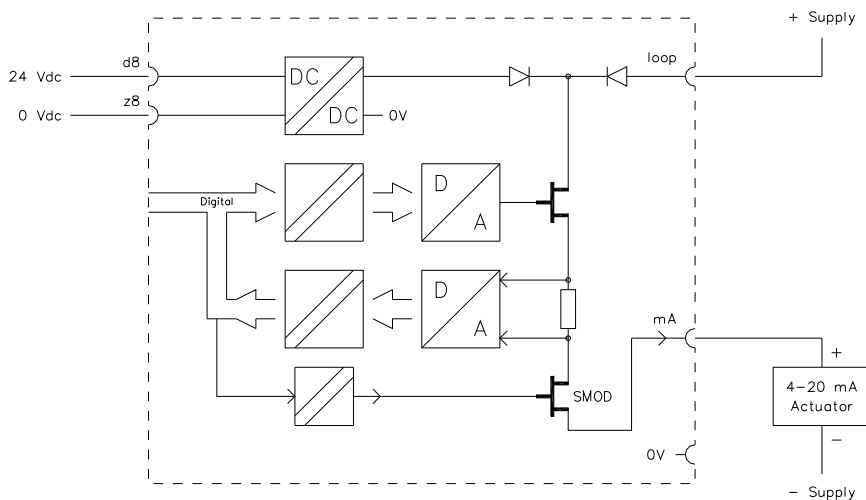 + Supply
d8
loop
24 Vdc
DC
z8
0 Vdc
DC
0V
Digital
D
A
D
A
mA
+
4-20 mA
Actuator
SMOD
-
0V
- Supply